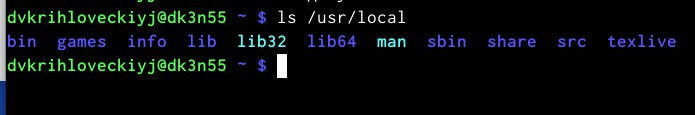 dvkrihloveckiyj@dk3n55 ~ $ ls /usr/local
bin games info lib lib32 lib64 man sbin share src texlive
dvkrihloveckiyj@dk3n55 ~ $